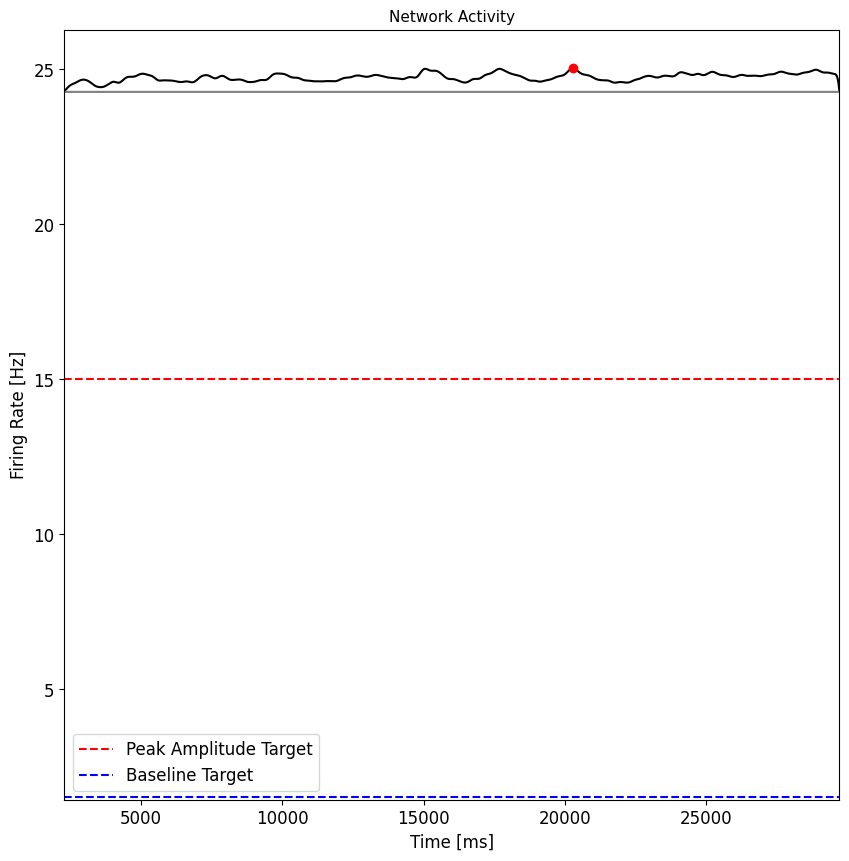 Network Activity
25
20
15
10
5
Firing Rate [Hz]
Peak Amplitude Target
Baseline Target
5000 10000 15000 20000 25000
Time [ms]